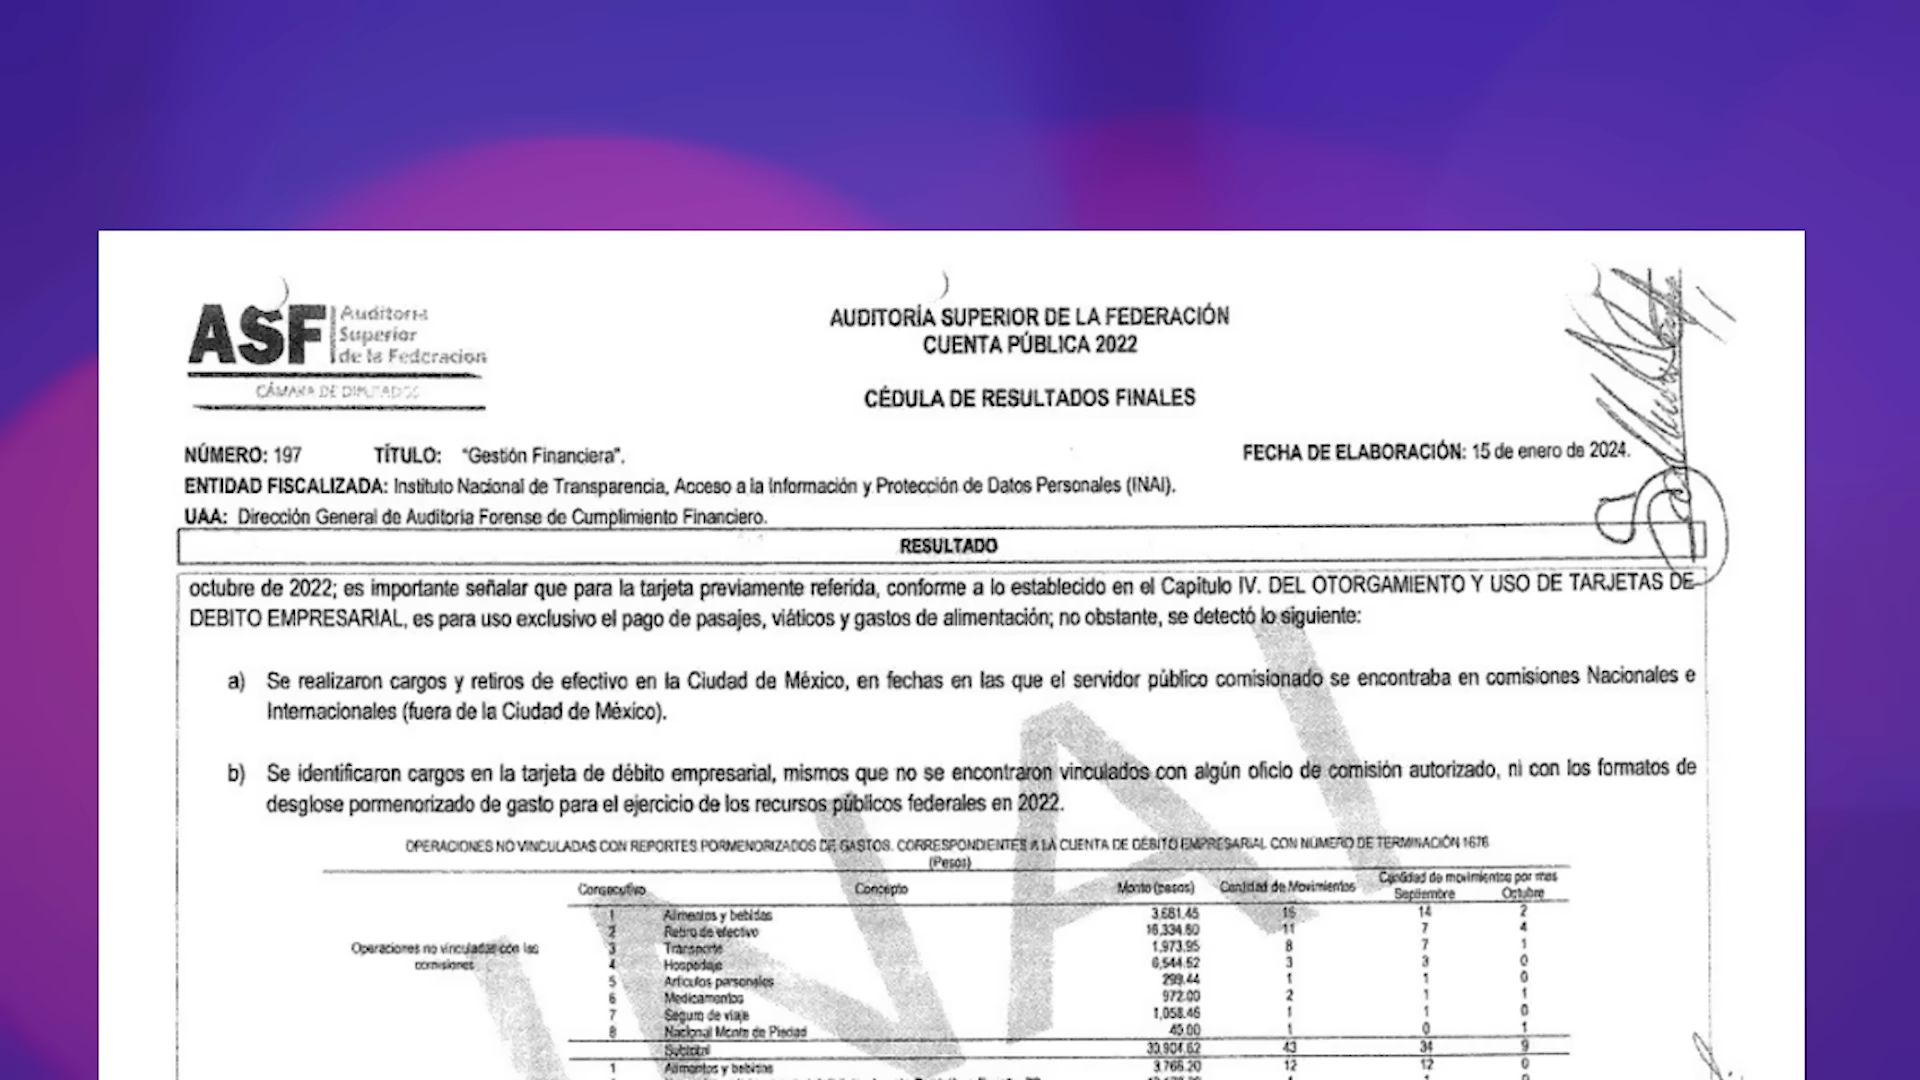 ASF Auditoría
Superior
de la Federación
CÁMARA DE DIPUTADOS
AUDITORÍA SUPERIOR DE LA FEDERACIÓN
CUENTA PÚBLICA 2022
CÉDULA DE RESULTADOS FINALES
NÚMERO: 197 TÍTULO: "Gestión Financiera". FECHA DE ELABORACIÓN: 15 de enero de 2024.
ENTIDAD FISCALIZADA: Instituto Nacional de Transparencia, Acceso a la Información y Protección de Datos Personales (INAI).
UAA: Dirección General de Auditoría Forense de Cumplimiento Financiero.
RESULTADO
octubre de 2022; es importante señalar que para la tarjeta previamente referida, conforme a lo establecido en el Capitulo IV. DEL OTORGAMIENTO Y USO DE TARJETAS DE
DEBITO EMPRESARIAL, es para uso exclusivo el pago de pasajes, viáticos y gastos de alimentación; no obstante, se detectó lo siguiente:
a) Se realizaron cargos y retiros de efectivo en la Ciudad de México, en fechas en las que el servidor público comisionado se encontraba en comisiones Nacionales e
Internacionales (fuera de la Ciudad de México).
b) Se identificaron cargos en la tarjeta de débito empresarial, mismos que no se encontraron vinculados con algún oficio de comisión autorizado, ni con los formatos de
desglose pormenorizado de gasto para el ejercicio de los recursos públicos federales en 2022.
OPERACIONES NO VINCULADAS CON REPORTES PORMENORIZADOS DE GASTOS. CORRESPONDIENTES A LA CUENTA DE DÉBITO EMPRESARIAL CON NÚMERO DE TERMINACIÓN 1676
(Pesos)
Consecutivo Concepto Monto (pesos) Cantidad de Movimientos Cantidad de movimientos por mes
Septiembre Octubre
1 Alimentos y bebidas 3,681.45 16 14 2
2 Retiro de efectivo 16,334.80 11 7 4
Operaciones no vinculadas con las
comisiones
3 Transporte 1,973.95 8 7 1
4 Hospedaje 6,544.52 3 3 0
5 Artículos personales 299.44 1 1 0
6 Medicamentos 972.00 2 1 1
7 Seguro de viaje 1,058.46 1 1 0
8 Nacional Monte de Piedad 40.00 1 0 1
Subtotal 30,904.62 43 34 9
1 Alimentos y bebidas 3,766.20 12 12 0
INAI